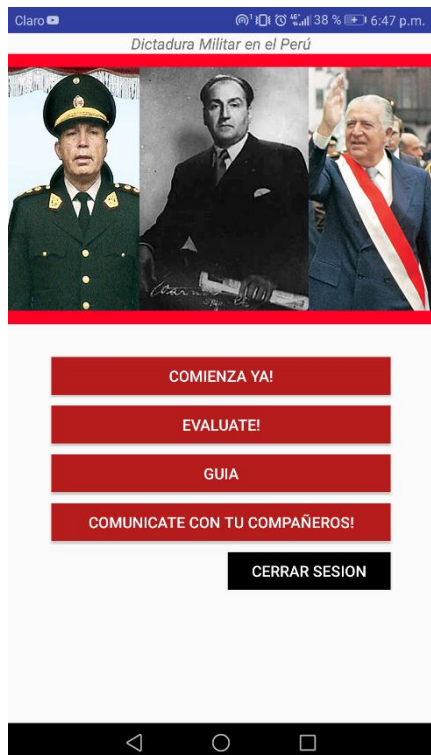 Claro 38 % 6:47 p.m.
Dictadura Militar en el Perú
COMIENZA YA!
EVALUATE!
GUIA
COMUNICATE CON TU COMPAÑEROS!
CERRAR SESION